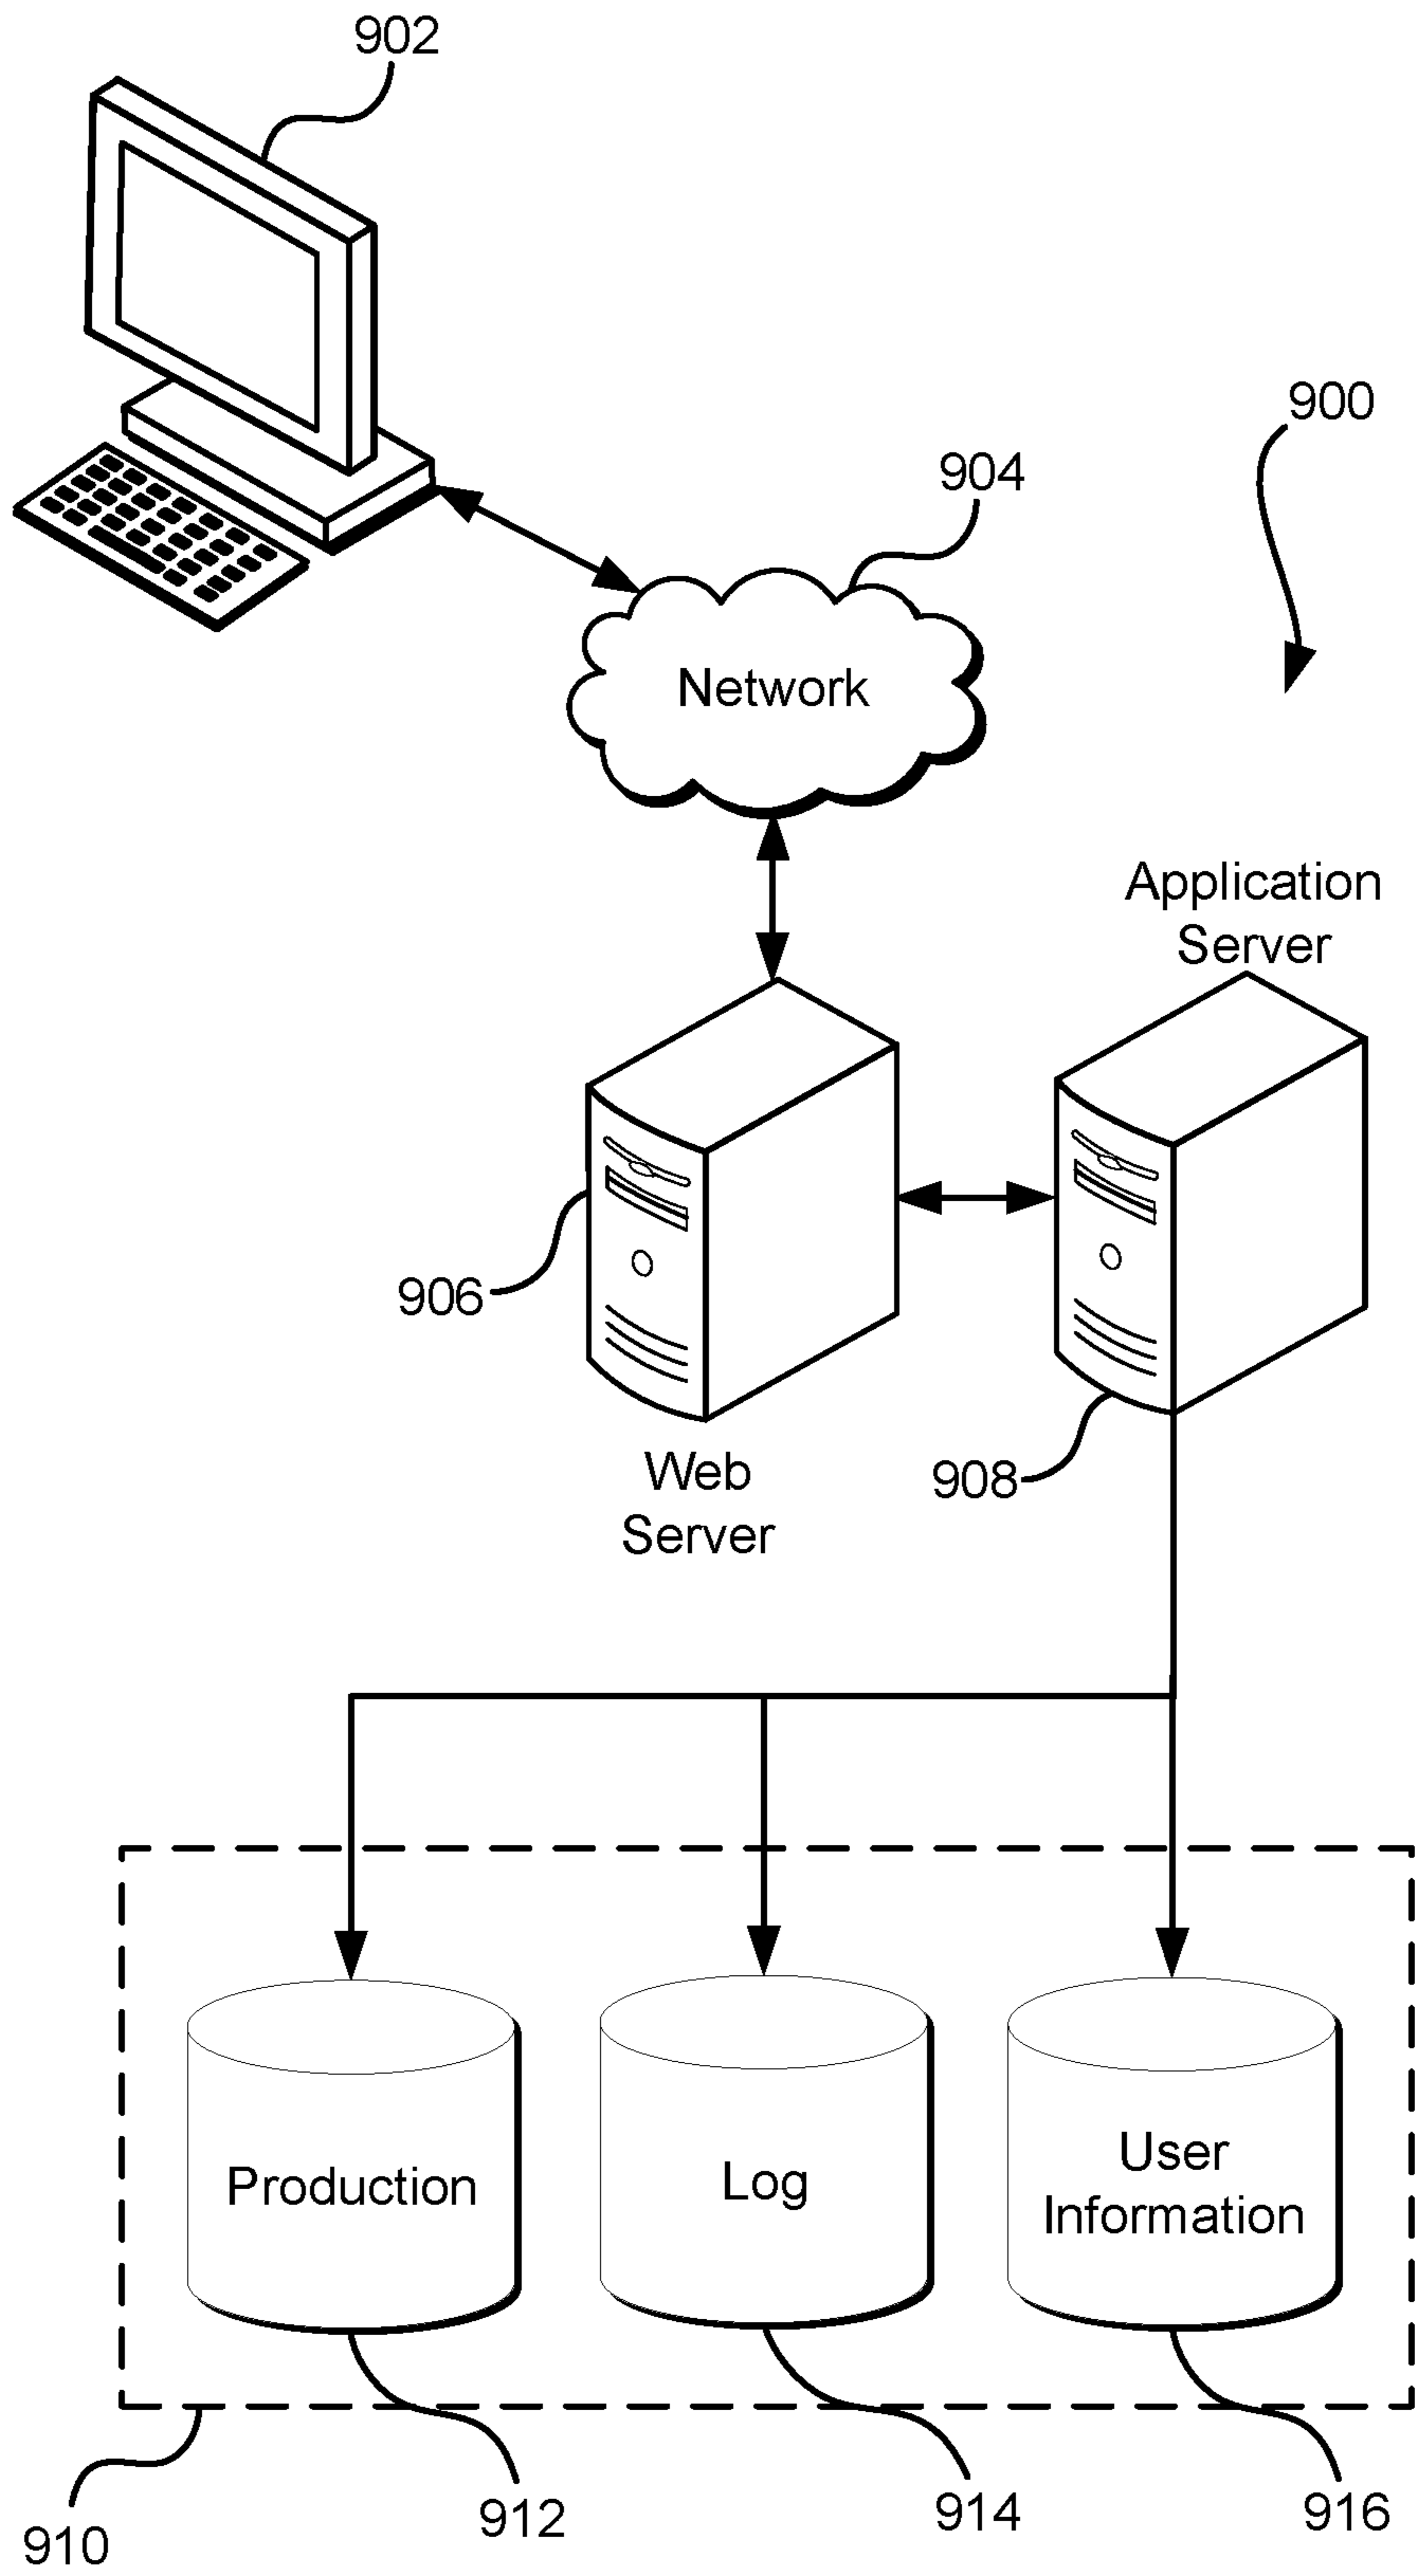 902
900
904
Network
Application
Server
906
Web
Server
908
Production
Log
User
Information
910
912
914
916